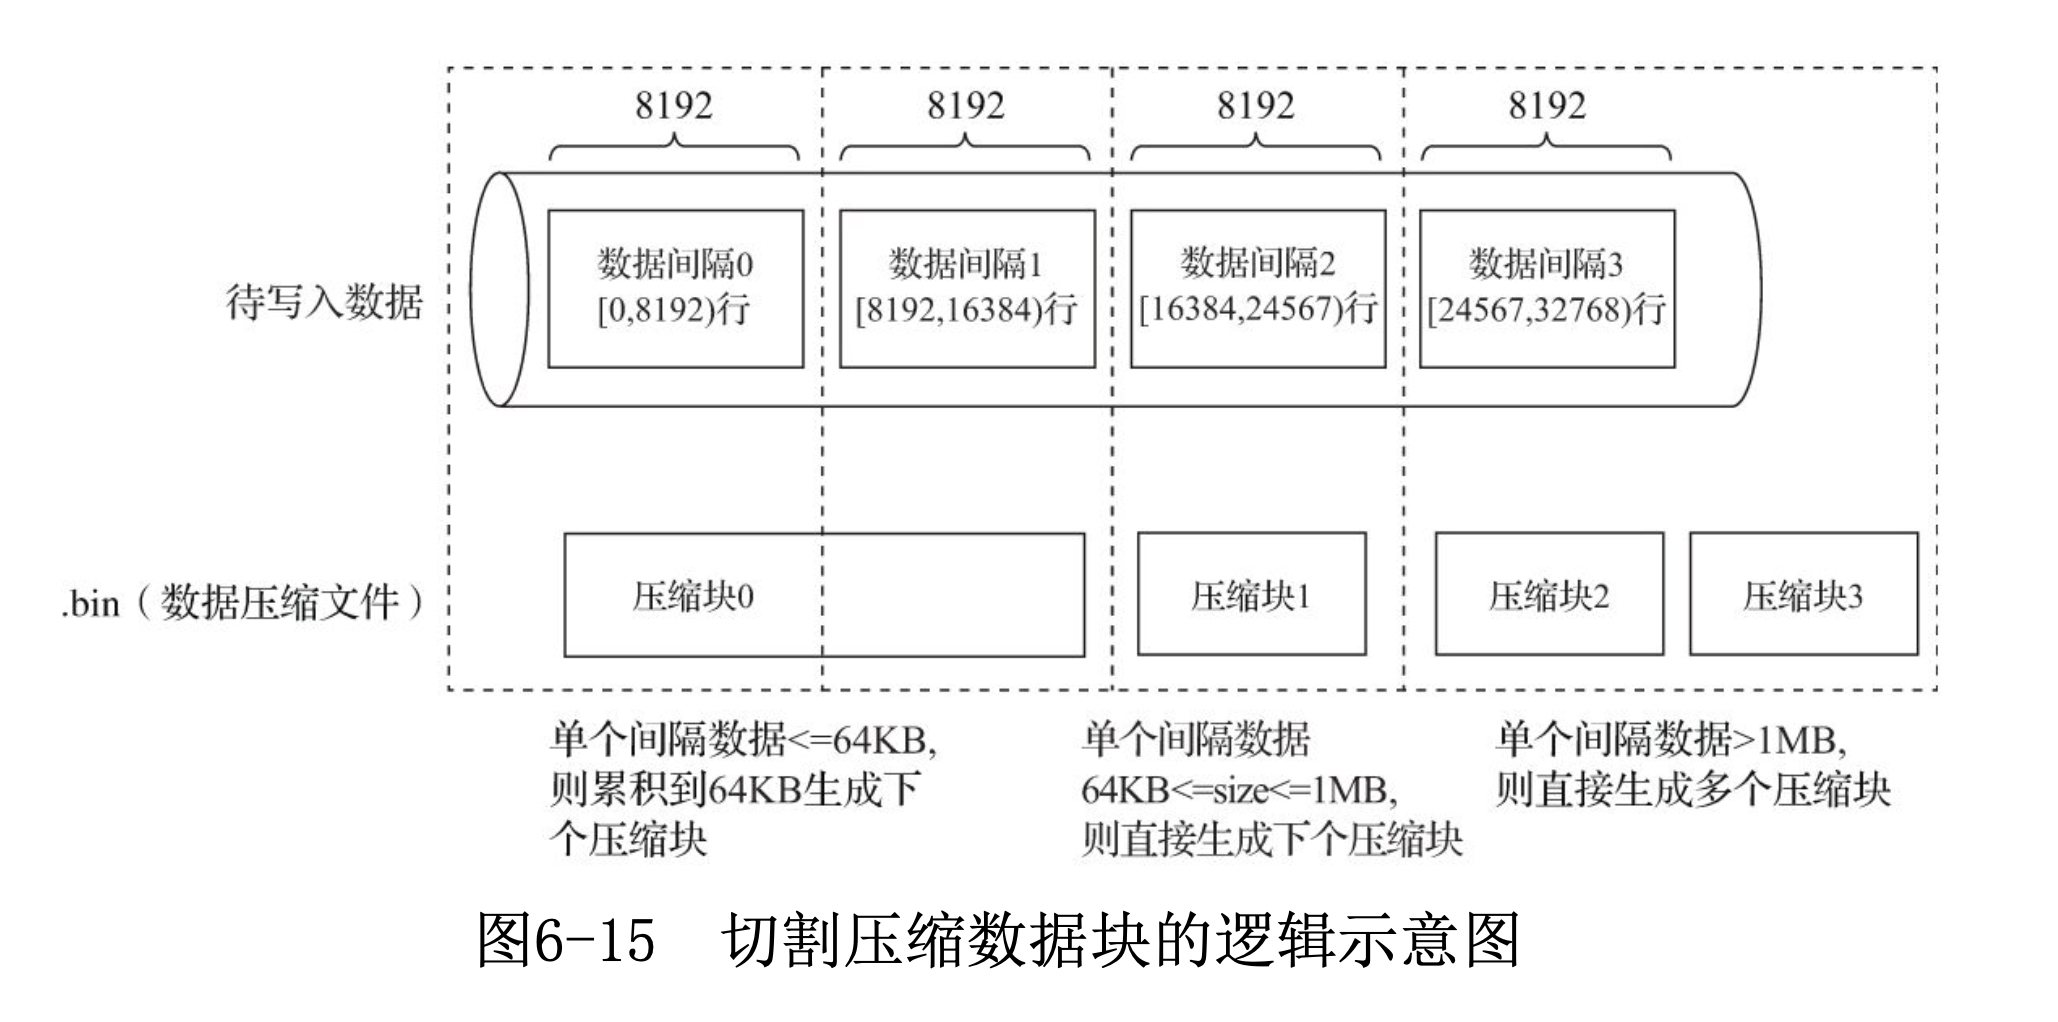 8192 8192 8192 8192
数据间隔0
[0,8192)行
数据间隔1
[8192,16384)行
数据间隔2
[16384,24567)行
数据间隔3
[24567,32768)行
待写入数据
.bin（数据压缩文件）
压缩块0
压缩块1
压缩块2
压缩块3
单个间隔数据<=64KB,
则累积到64KB生成下
个压缩块
单个间隔数据
64KB<=size<=1MB,
则直接生成下个压缩块
单个间隔数据>1MB,
则直接生成多个压缩块
图6-15 切割压缩数据块的逻辑示意图